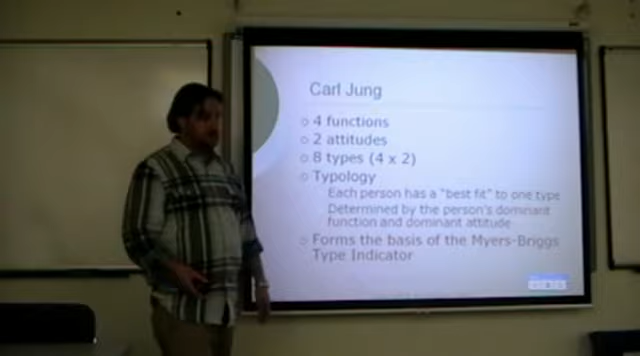 Carl Jung
4 functions
2 attitudes
8 types (4 x 2)
Typology
Each person has a "best fit" to one type
Determined by the person's dominant
function and dominant attitude
Forms the basis of the Myers-Briggs
Type Indicator